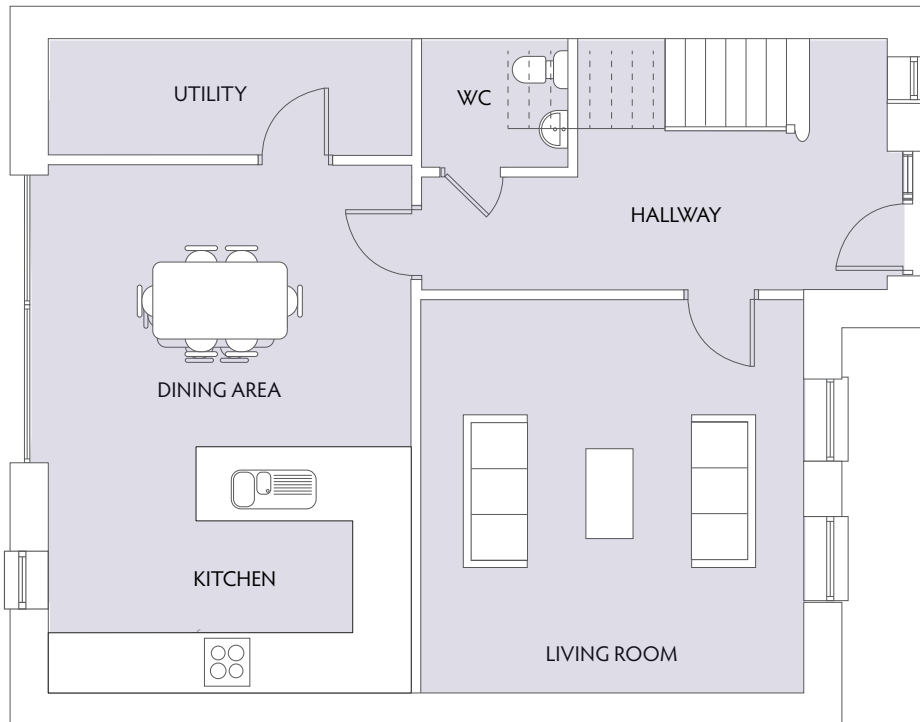 UTILITY
WC
HALLWAY
DINING AREA
KITCHEN
LIVING ROOM